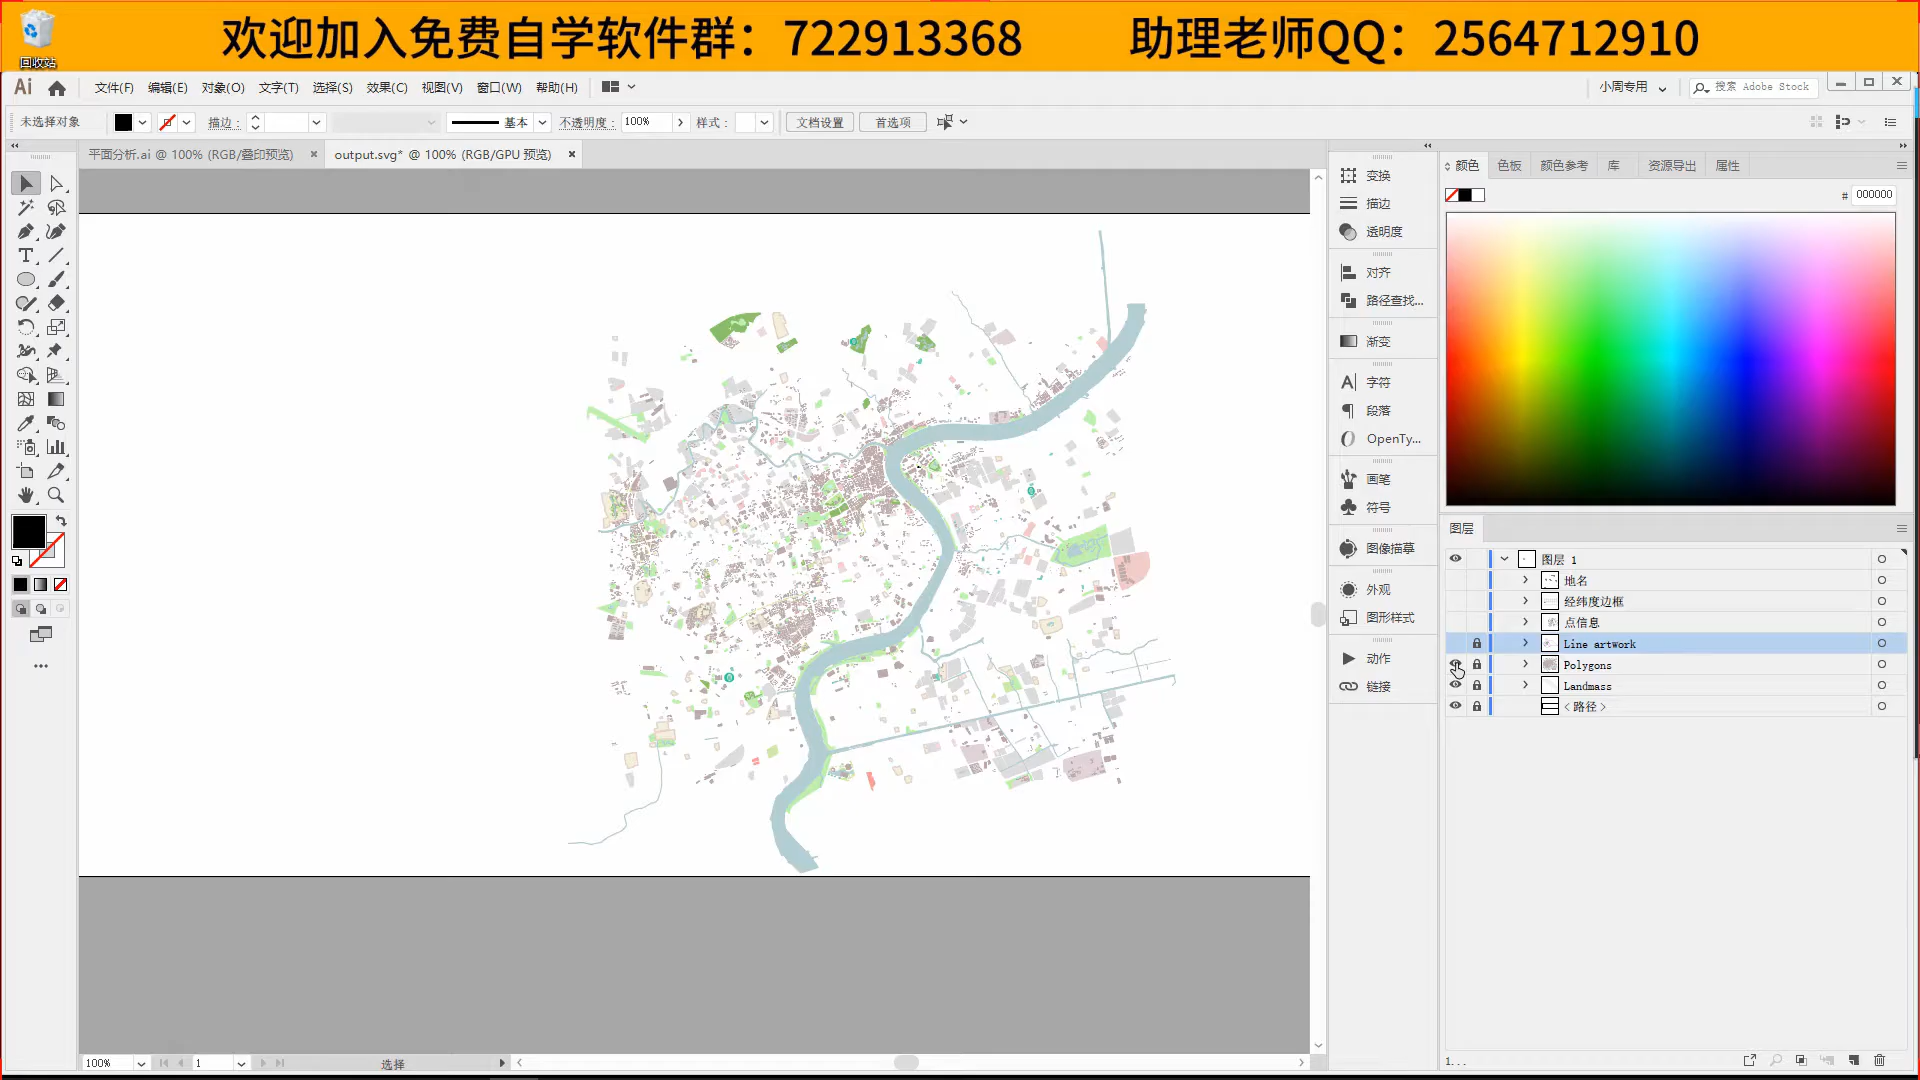 欢迎加入免费自学软件群：722913368 助理老师QQ：2564712910
回收站
Ai 文件(F) 编辑(E) 对象(O) 文字(T) 选择(S) 效果(C) 视图(V) 窗口(W) 帮助(H) 小周专用 搜索 Adobe Stock
未选择对象 描边： 基本 不透明度： 100% 样式： 文档设置 首选项
平面分析.ai @ 100% (RGB/叠印预览) × output.svg* @ 100% (RGB/GPU 预览) ×
变换
描边
透明度
对齐
路径查找...
渐变
字符
段落
OpenTy...
画笔
符号
图像描摹
外观
图形样式
动作
链接
颜色 色板 颜色参考 库 资源导出 属性
# 000000
图层
图层 1
地名
经纬度边框
点信息
Line artwork
Polygons
Landmass
<路径>
1...
100% 1 选择